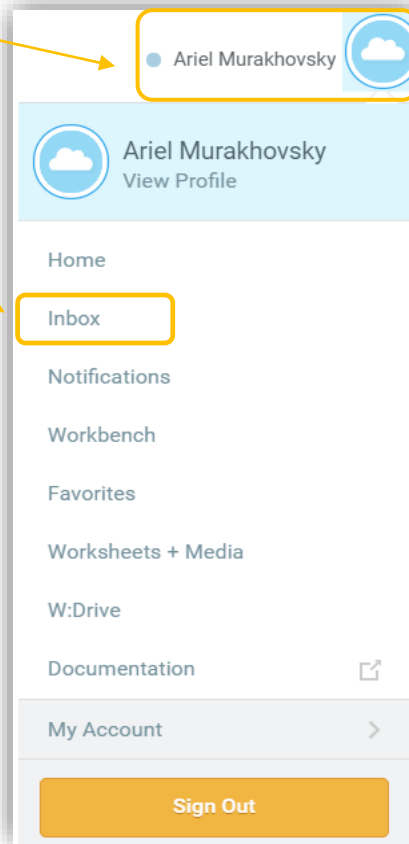 Ariel Murakhovsky
Ariel Murakhovsky
View Profile
Home
Inbox
Notifications
Workbench
Favorites
Worksheets + Media
W:Drive
Documentation
My Account
Sign Out